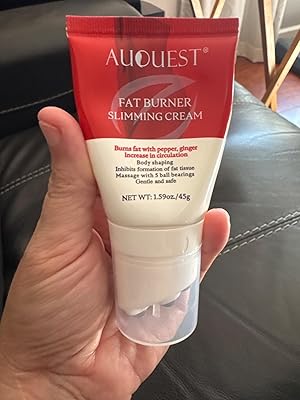 AUQUEST®
FAT BURNER
SLIMMING CREAM
Burns fat with pepper, ginger
Increase in circulation
Body shaping
Inhibits formation of fat tissue
Massage with 5 ball bearings
Gentle and safe
NET WT: 1.59oz./45g